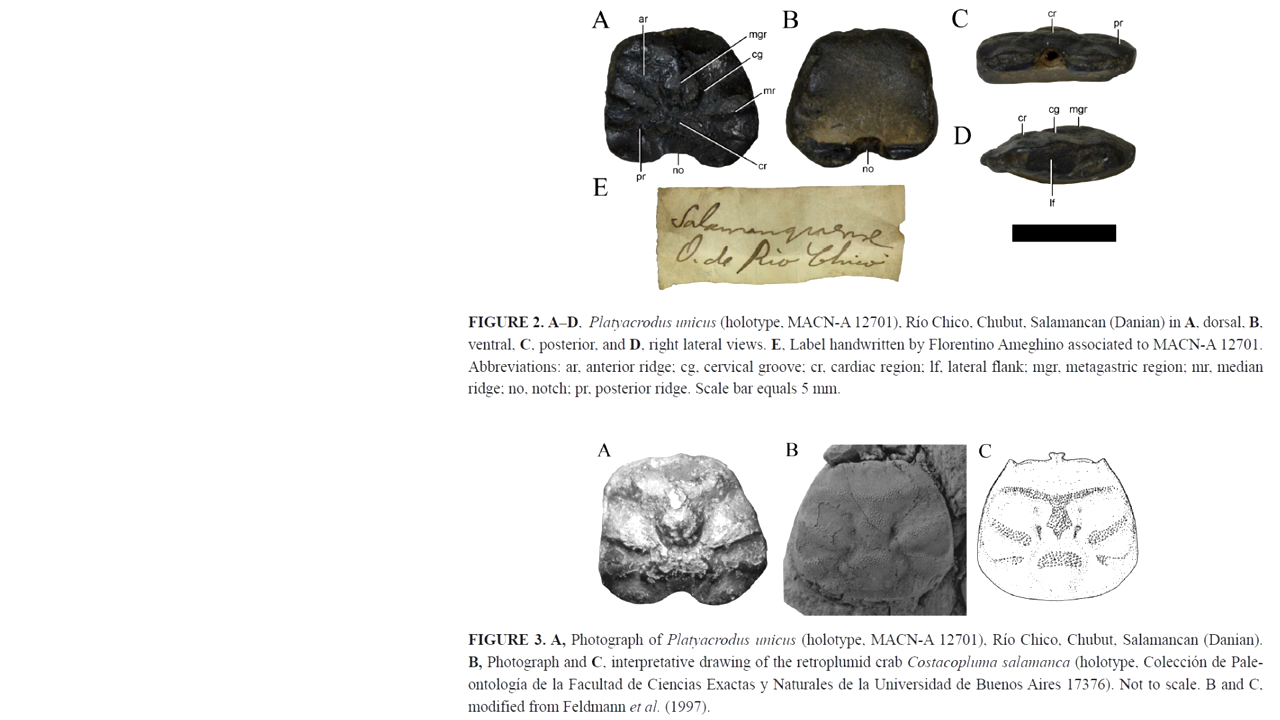 A
B
C
ar
mgr
cg
mr
cr
pr
no
no
cr
pr
D
cr
cg
mgr
lf
E
Salamanquense
O. de Rio Chico
FIGURE 2. A–D, Platyacrodus unicus (holotype, MACN-A 12701), Río Chico, Chubut, Salamancan (Danian) in A, dorsal, B,
ventral, C, posterior, and D, right lateral views. E, Label handwritten by Florentino Ameghino associated to MACN-A 12701.
Abbreviations: ar, anterior ridge; cg, cervical groove; cr, cardiac region; lf, lateral flank; mgr, metagastric region; mr, median
ridge; no, notch; pr, posterior ridge. Scale bar equals 5 mm.
A
B
C
FIGURE 3. A, Photograph of Platyacrodus unicus (holotype, MACN-A 12701), Río Chico, Chubut, Salamancan (Danian).
B, Photograph and C, interpretative drawing of the retroplumid crab Costacopluma salamanca (holotype, Colección de Pale-
ontología de la Facultad de Ciencias Exactas y Naturales de la Universidad de Buenos Aires 17376). Not to scale. B and C,
modified from Feldmann et al. (1997).